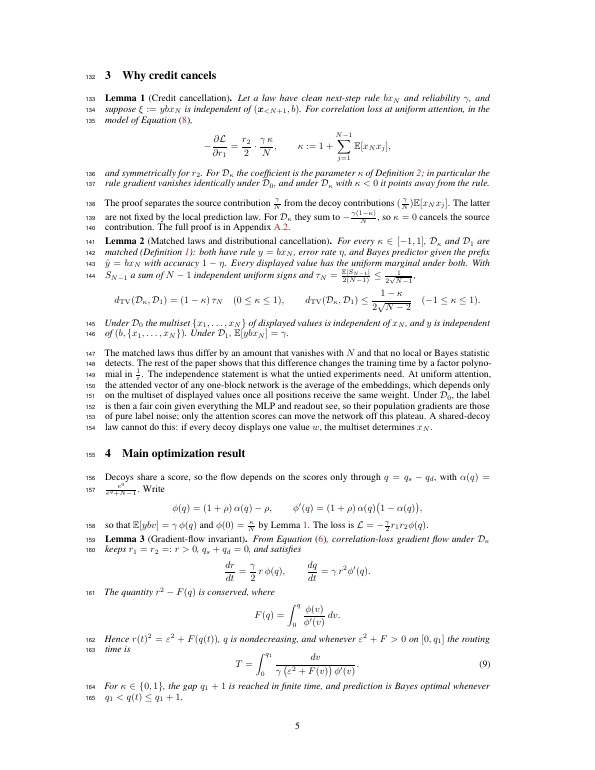 132 3 Why credit cancels
133 Lemma 1 (Credit cancellation). Let a law have clean next-step rule bx_N and reliability γ, and
134 suppose ξ := ybx_N is independent of (x_{<N+1}, b). For correlation loss at uniform attention, in the
135 model of Equation (8),
−∂L/∂r_1 = r_2/2 · γκ/N, κ := 1 + ∑_{j=1}^{N−1} E[x_N x_j],
136 and symmetrically for r_2. For D_κ the coefficient is the parameter κ of Definition 2; in particular the
137 rule gradient vanishes identically under D_0, and under D_κ with κ < 0 it points away from the rule.
138 The proof separates the source contribution γ/N from the decoy contributions (γ/N)E[x_N x_j]. The latter
139 are not fixed by the local prediction law. For D_κ they sum to −γ(1−κ)/N, so κ = 0 cancels the source
140 contribution. The full proof is in Appendix A.2.
141 Lemma 2 (Matched laws and distributional cancellation). For every κ ∈ [−1, 1], D_κ and D_1 are
142 matched (Definition 1): both have rule y = bx_N, error rate η, and Bayes predictor given the prefix
143 ŷ = bx_N with accuracy 1 − η. Every displayed value has the uniform marginal under both. With
144 S_{N−1} a sum of N − 1 independent uniform signs and τ_N = E|S_{N−1}|/2(N−1) ≤ 1/2√N−1,
d_TV(D_κ, D_1) = (1 − κ) τ_N (0 ≤ κ ≤ 1), d_TV(D_κ, D_1) ≤ 1 − κ/2√N − 2 (−1 ≤ κ ≤ 1).
145 Under D_0 the multiset {x_1, . . . , x_N} of displayed values is independent of x_N, and y is independent
146 of (b, {x_1, . . . , x_N}). Under D_1, E[ybx_N] = γ.
147 The matched laws thus differ by an amount that vanishes with N and that no local or Bayes statistic
148 detects. The rest of the paper shows that this difference changes the training time by a factor polyno-
149 mial in 1/ε. The independence statement is what the untied experiments need. At uniform attention,
150 the attended vector of any one-block network is the average of the embeddings, which depends only
151 on the multiset of displayed values once all positions receive the same weight. Under D_0, the label
152 is then a fair coin given everything the MLP and readout see, so their population gradients are those
153 of pure label noise; only the attention scores can move the network off this plateau. A shared-decoy
154 law cannot do this: if every decoy displays one value w, the multiset determines x_N.
155 4 Main optimization result
156 Decoys share a score, so the flow depends on the scores only through q = q_s − q_d, with α(q) =
157 e^q/e^q+N−1. Write
φ(q) = (1 + ρ) α(q) − ρ, φ′(q) = (1 + ρ) α(q)(1 − α(q)),
158 so that E[ybv] = γ φ(q) and φ(0) = κ/N by Lemma 1. The loss is L = −γ/2 r_1 r_2 φ(q).
159 Lemma 3 (Gradient-flow invariant). From Equation (6), correlation-loss gradient flow under D_κ
160 keeps r_1 = r_2 =: r > 0, q_s + q_d = 0, and satisfies
dr/dt = γ/2 r φ(q), dq/dt = γ r² φ′(q).
161 The quantity r² − F(q) is conserved, where
F(q) = ∫_0^q φ(v)/φ′(v) dv.
162 Hence r(t)² = ε² + F(q(t)), q is nondecreasing, and whenever ε² + F > 0 on [0, q_1] the routing
163 time is
T = ∫_0^{q_1} dv/γ (ε² + F(v)) φ′(v). (9)
164 For κ ∈ {0, 1}, the gap q_1 + 1 is reached in finite time, and prediction is Bayes optimal whenever
165 q_1 < q(t) ≤ q_1 + 1.
5